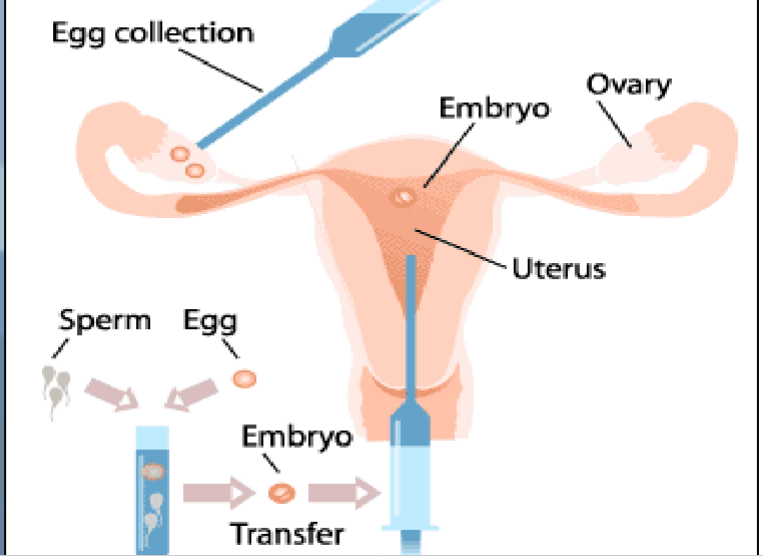 Egg collection
Ovary
Embryo
Uterus
Sperm
Egg
Embryo
Transfer